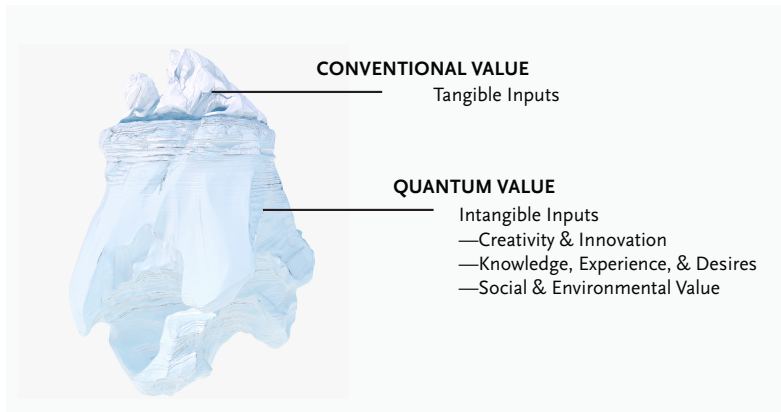 CONVENTIONAL VALUE
Tangible Inputs
QUANTUM VALUE
Intangible Inputs
—Creativity & Innovation
—Knowledge, Experience, & Desires
—Social & Environmental Value